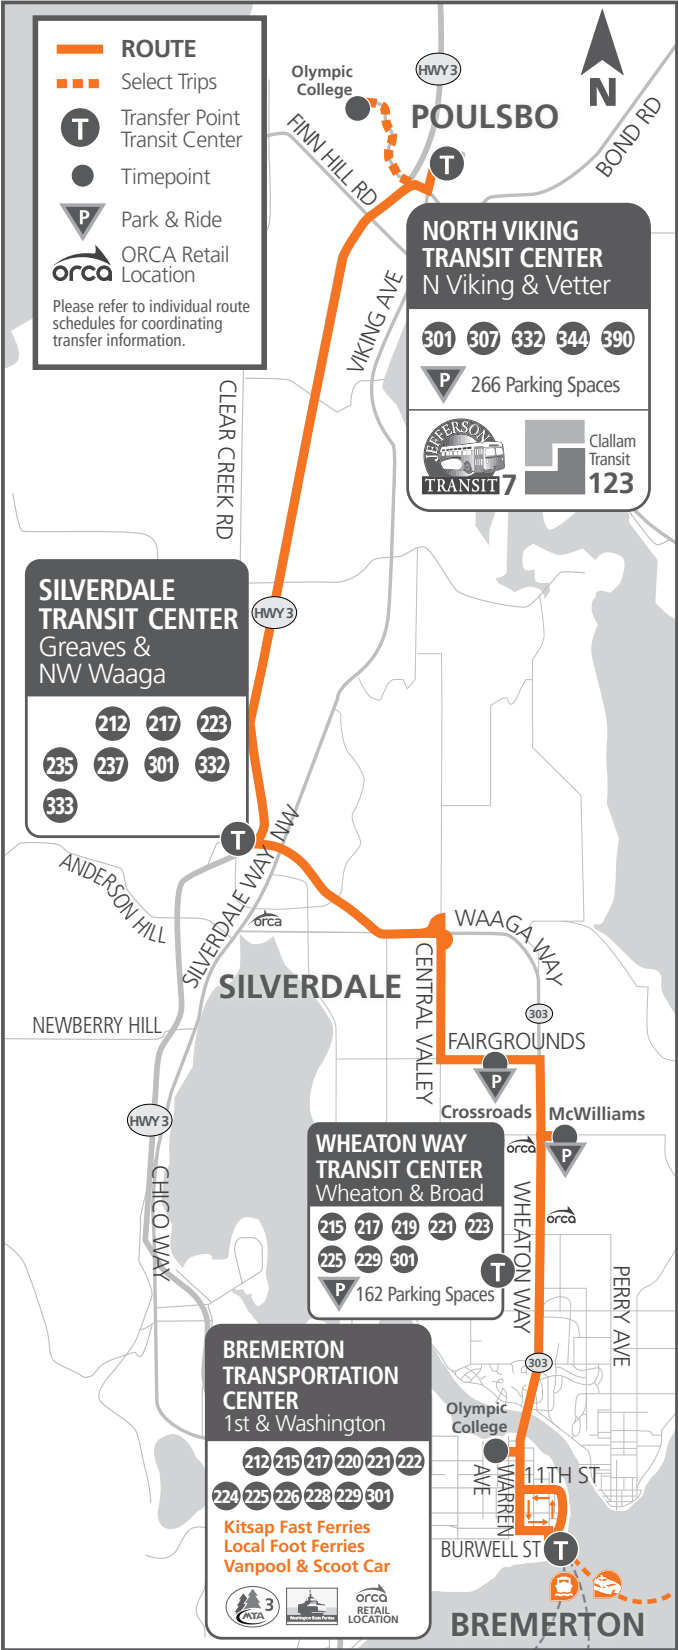 ROUTE
Select Trips
T
Transfer Point
Transit Center
Timepoint
P
Park & Ride
orca
ORCA Retail
Location
Please refer to individual route
schedules for coordinating
transfer information.
Olympic
College
HWY 3
N
POULSBO
FINN HILL RD
BOND RD
T
NORTH VIKING
TRANSIT CENTER
N Viking & Vetter
301 307 332 344 390
P
266 Parking Spaces
JEFFERSON
TRANSIT 7
Clallam
Transit
123
VIKING AVE
CLEAR CREEK RD
HWY 3
SILVERDALE
TRANSIT CENTER
Greaves &
NW Waaga
212 217 223
235 237 301 332
333
T
SILVERDALE WAY NW
ANDERSON HILL
orca
WAAGA WAY
SILVERDALE
CENTRAL VALLEY
303
NEWBERRY HILL
FAIRGROUNDS
P
Crossroads
McWilliams
P
HWY 3
orca
WHEATON WAY
TRANSIT CENTER
Wheaton & Broad
215 217 219 221 223
225 229 301
T
P
162 Parking Spaces
CHICO WAY
WHEATON WAY
orca
PERRY AVE
303
BREMERTON
TRANSPORTATION
CENTER
1st & Washington
212 215 217 220 221 222
224 225 226 228 229 301
Kitsap Fast Ferries
Local Foot Ferries
Vanpool & Scoot Car
MTA 3
Washington State Ferries
orca
RETAIL
LOCATION
Olympic
College
WARREN
AVE
11TH ST
BURWELL ST
T
BREMERTON